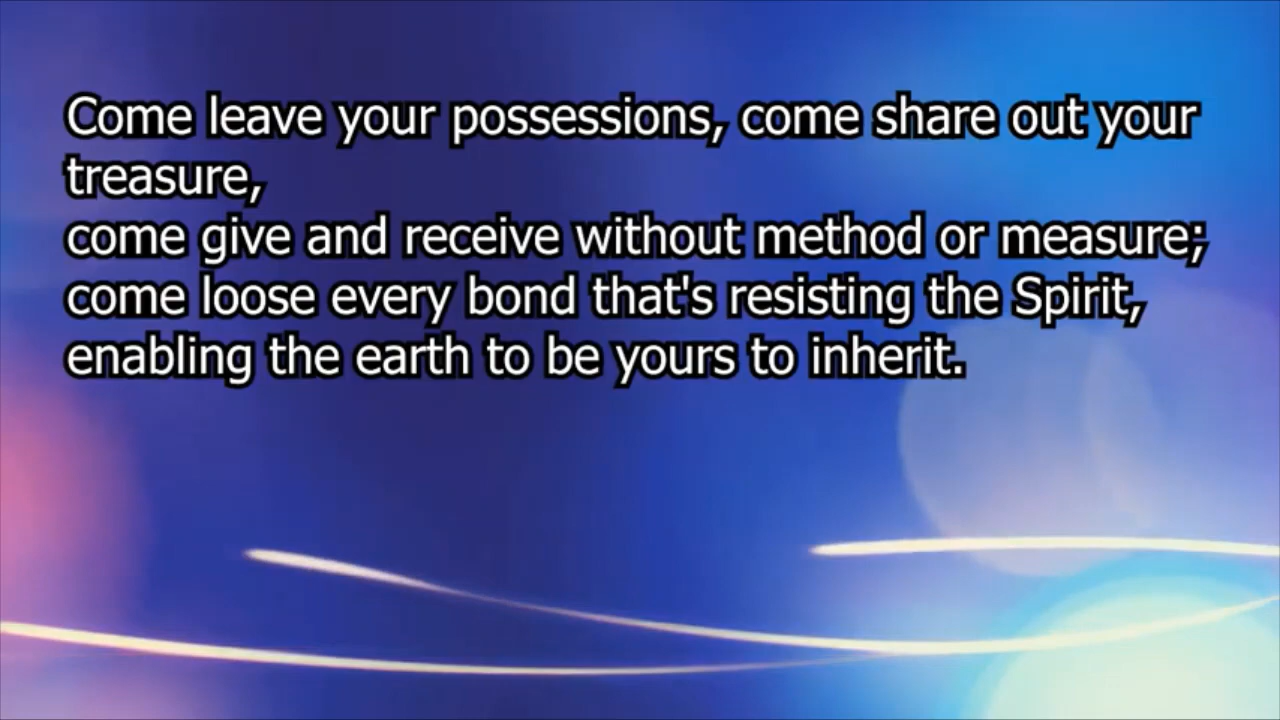 Come leave your possessions, come share out your
treasure,
come give and receive without method or measure;
come loose every bond that's resisting the Spirit,
enabling the earth to be yours to inherit.